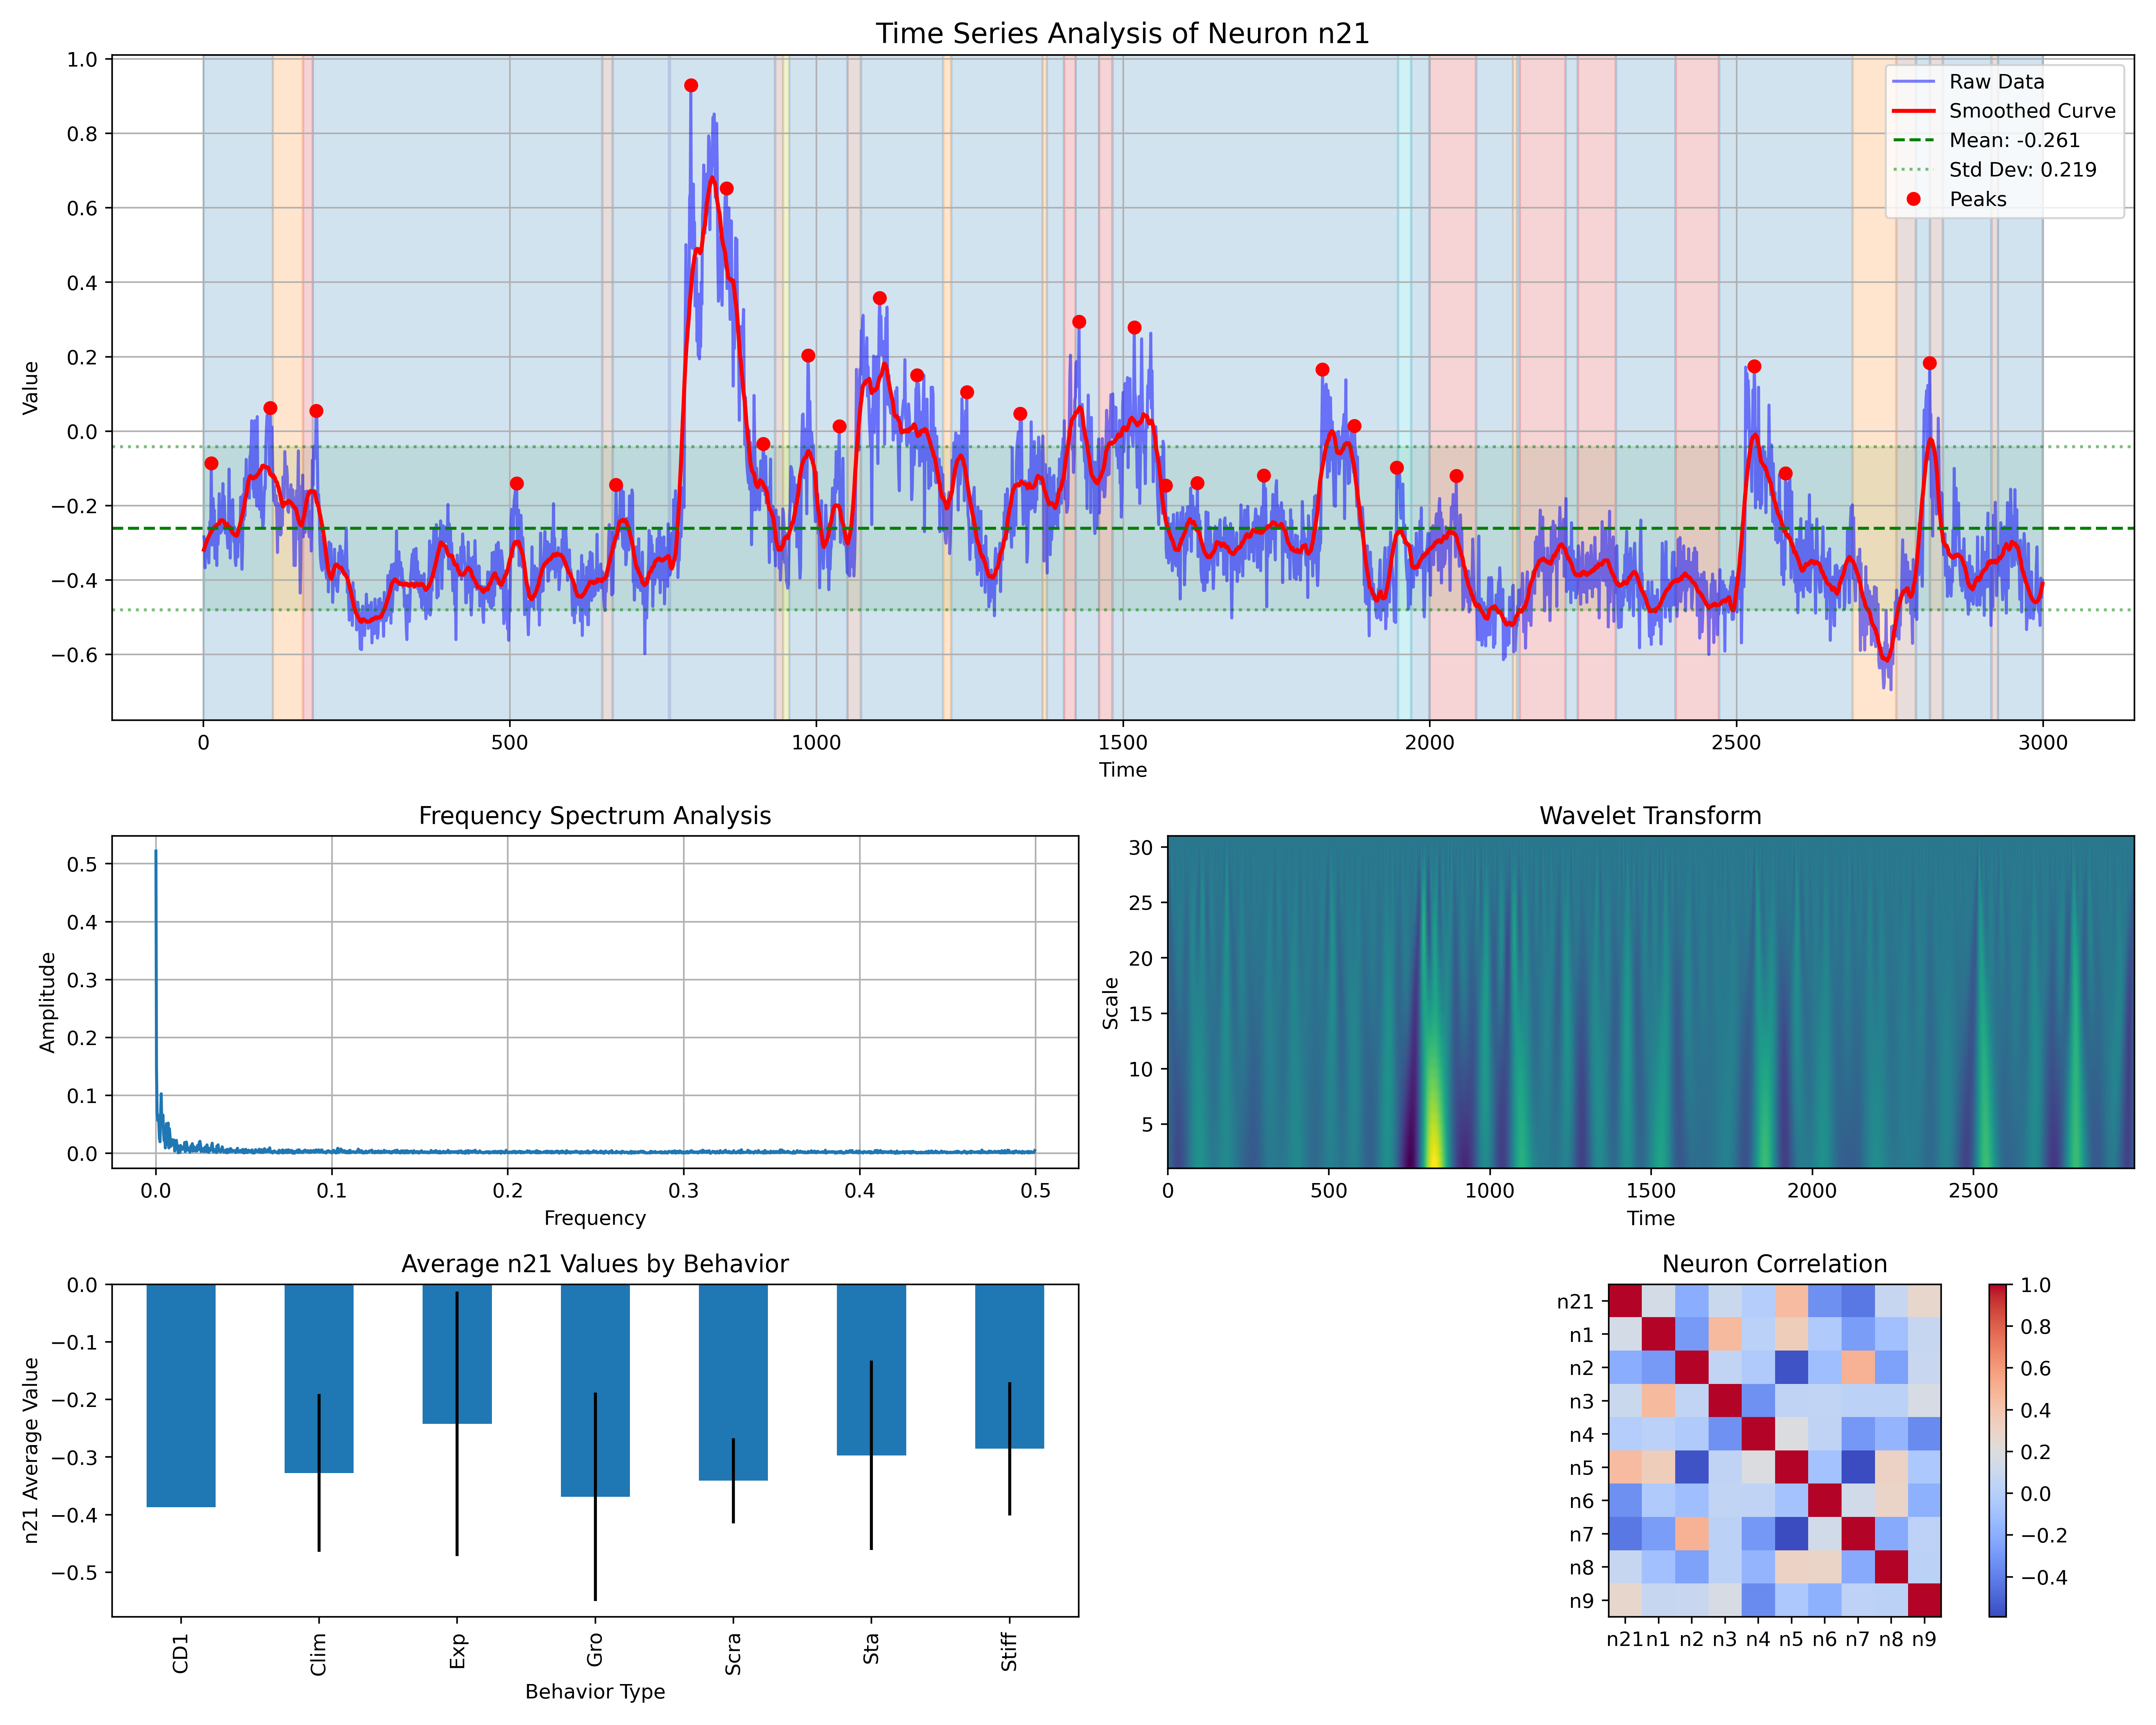 Time Series Analysis of Neuron n21
Value
1.0
0.8
0.6
0.4
0.2
0.0
−0.2
−0.4
−0.6
Raw Data
Smoothed Curve
Mean: -0.261
Std Dev: 0.219
Peaks
0 500 1000 1500 2000 2500 3000
Time
Frequency Spectrum Analysis
Amplitude
0.5
0.4
0.3
0.2
0.1
0.0
0.0 0.1 0.2 0.3 0.4 0.5
Frequency
Wavelet Transform
Scale
30
25
20
15
10
5
0 500 1000 1500 2000 2500
Time
Average n21 Values by Behavior
n21 Average Value
0.0
−0.1
−0.2
−0.3
−0.4
−0.5
CD1 Clim Exp Gro Scra Sta Stiff
Behavior Type
Neuron Correlation
n21
n1
n2
n3
n4
n5
n6
n7
n8
n9
n21 n1 n2 n3 n4 n5 n6 n7 n8 n9
1.0
0.8
0.6
0.4
0.2
0.0
−0.2
−0.4